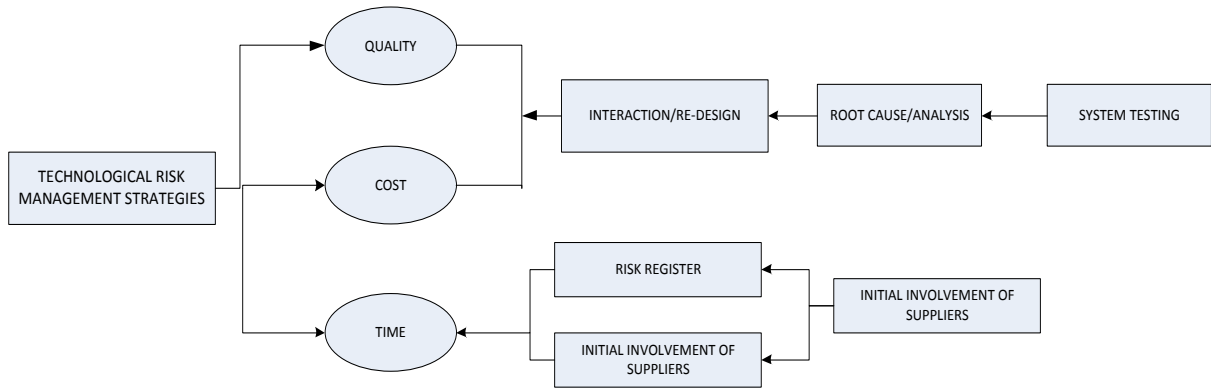 QUALITY
INTERACTION/RE-DESIGN
ROOT CAUSE/ANALYSIS
SYSTEM TESTING
TECHNOLOGICAL RISK
MANAGEMENT STRATEGIES
COST
RISK REGISTER
INITIAL INVOLVEMENT OF
SUPPLIERS
TIME
INITIAL INVOLVEMENT OF
SUPPLIERS